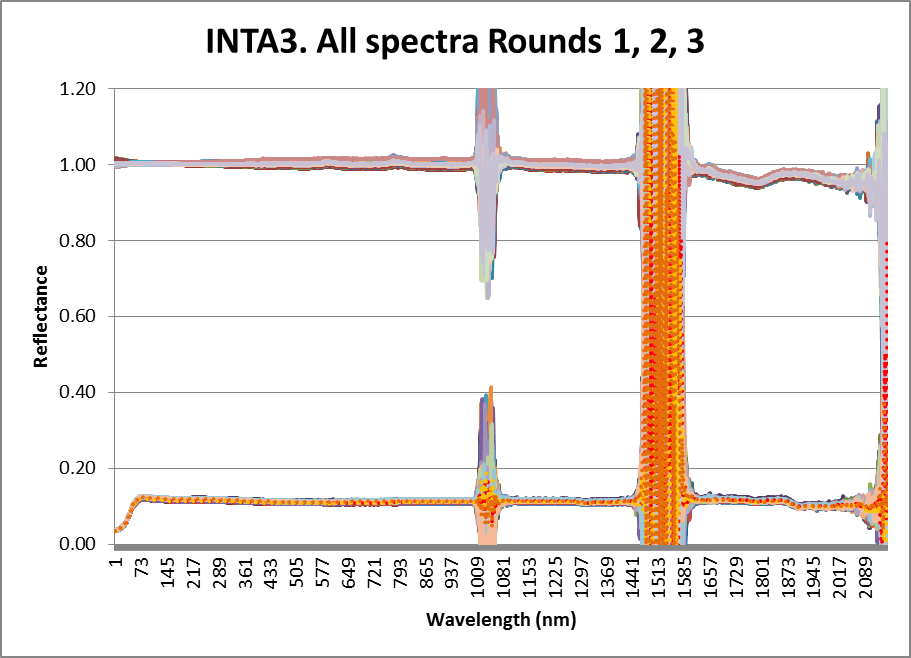 INTA3. All spectra Rounds 1, 2, 3
1.20
1.00
0.80
0.60
0.40
0.20
0.00
Reflectance
1 73 145 217 289 361 433 505 577 649 721 793 865 937 1009 1081 1153 1225 1297 1369 1441 1513 1585 1657 1729 1801 1873 1945 2017 2089
Wavelength (nm)